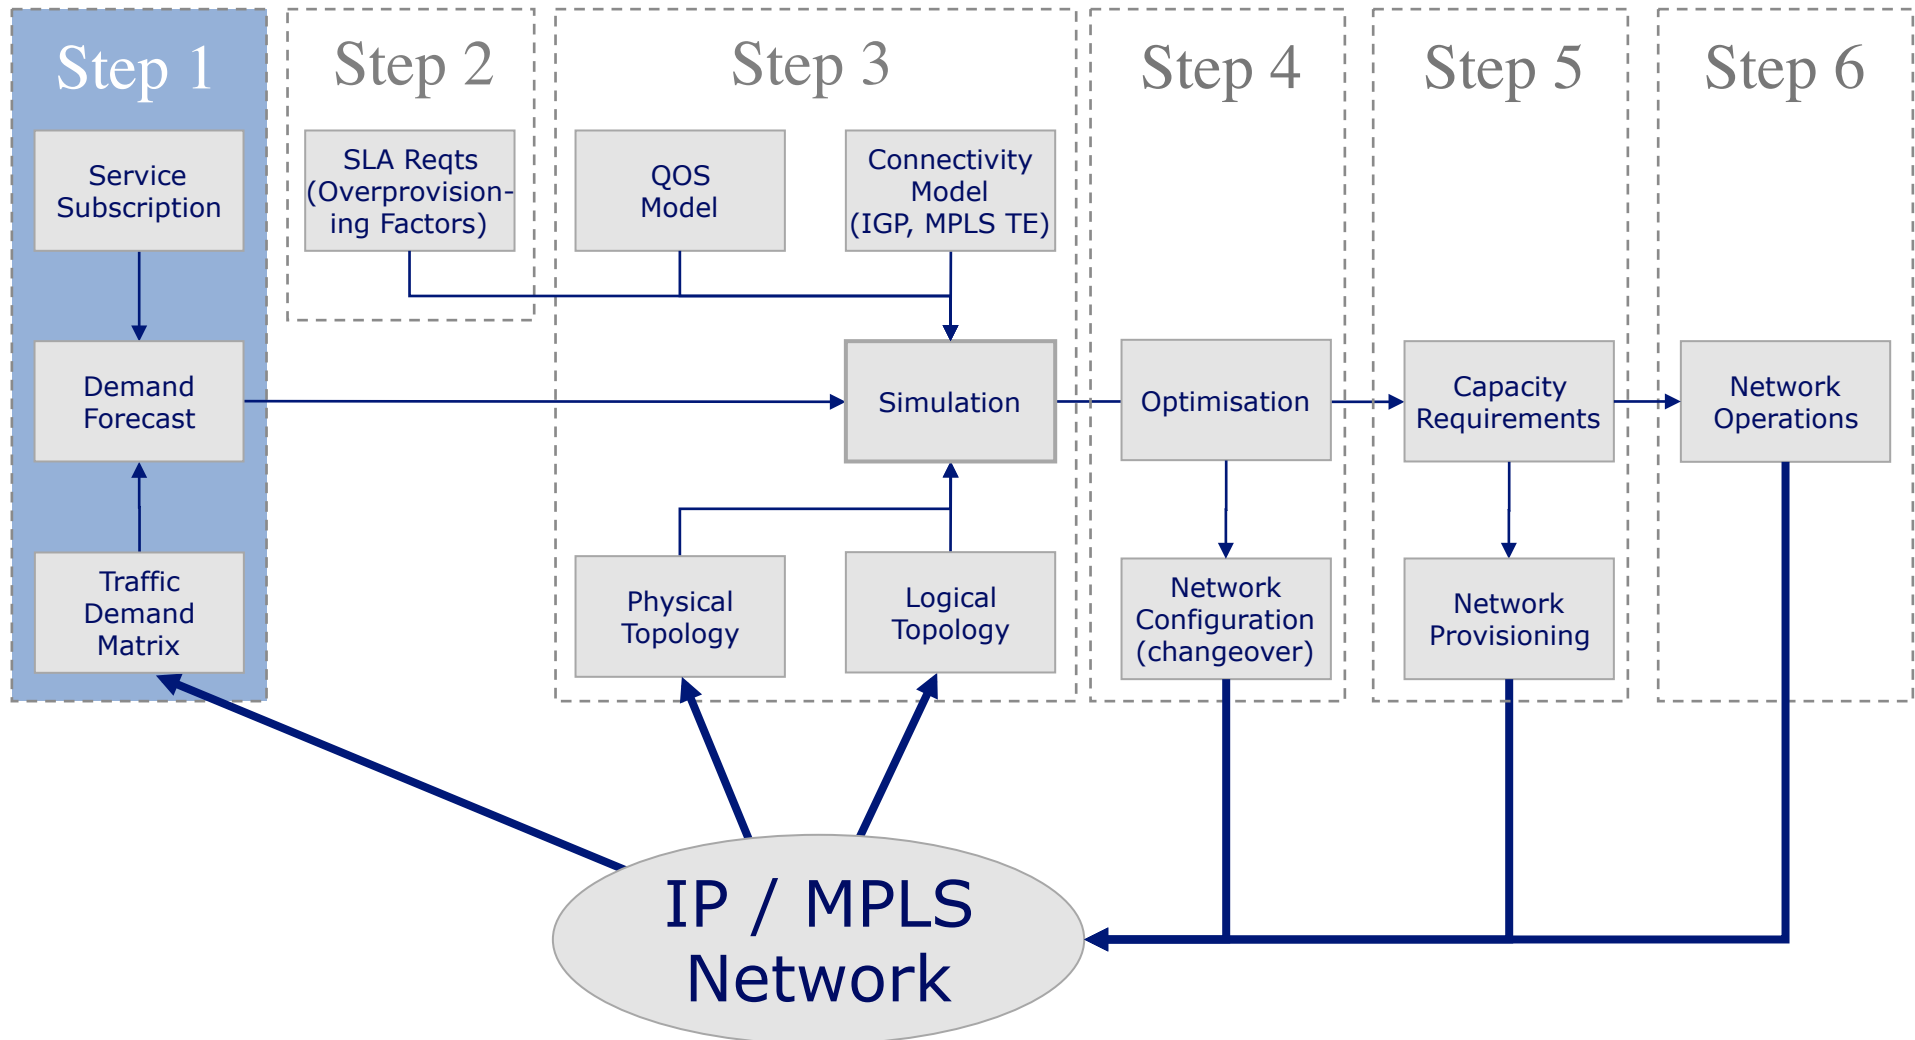 Step 1
Step 2
Step 3
Step 4
Step 5
Step 6
Service
Subscription
SLA Reqts
(Overprovision-
ing Factors)
QOS
Model
Connectivity
Model
(IGP, MPLS TE)
Demand
Forecast
Simulation
Optimisation
Capacity
Requirements
Network
Operations
Traffic
Demand
Matrix
Physical
Topology
Logical
Topology
Network
Configuration
(changeover)
Network
Provisioning
IP / MPLS
Network